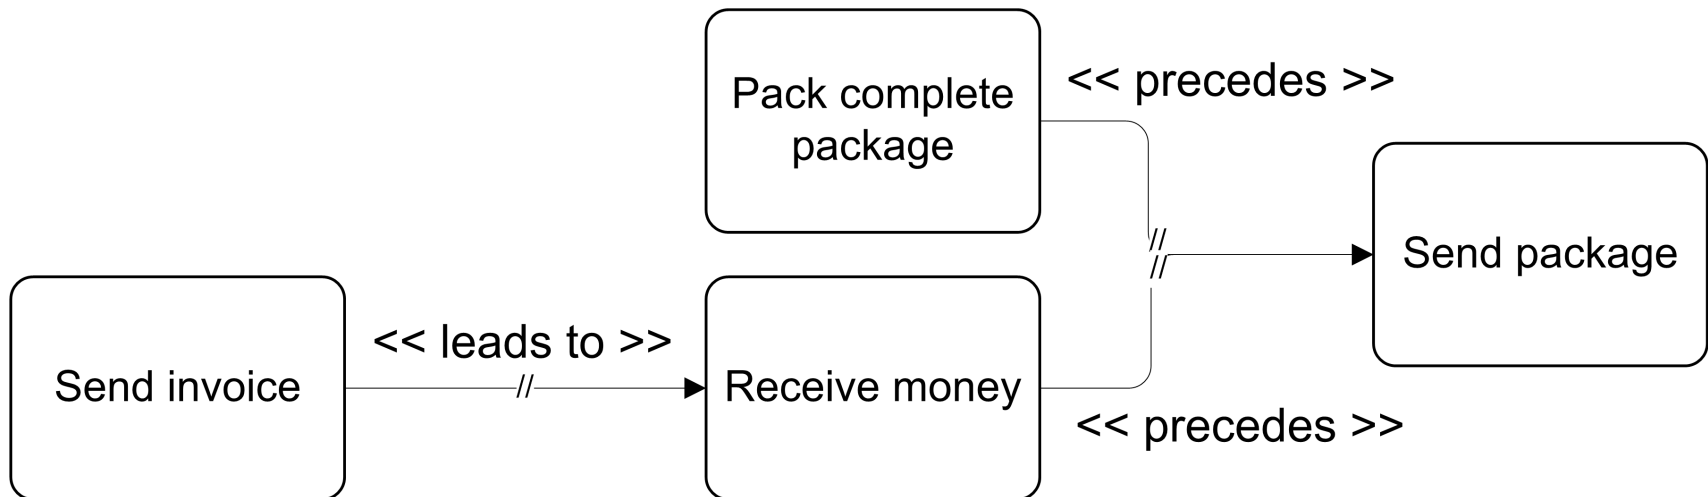 Pack complete
package
<< precedes >>
Send package
Send invoice
<< leads to >>
Receive money
<< precedes >>